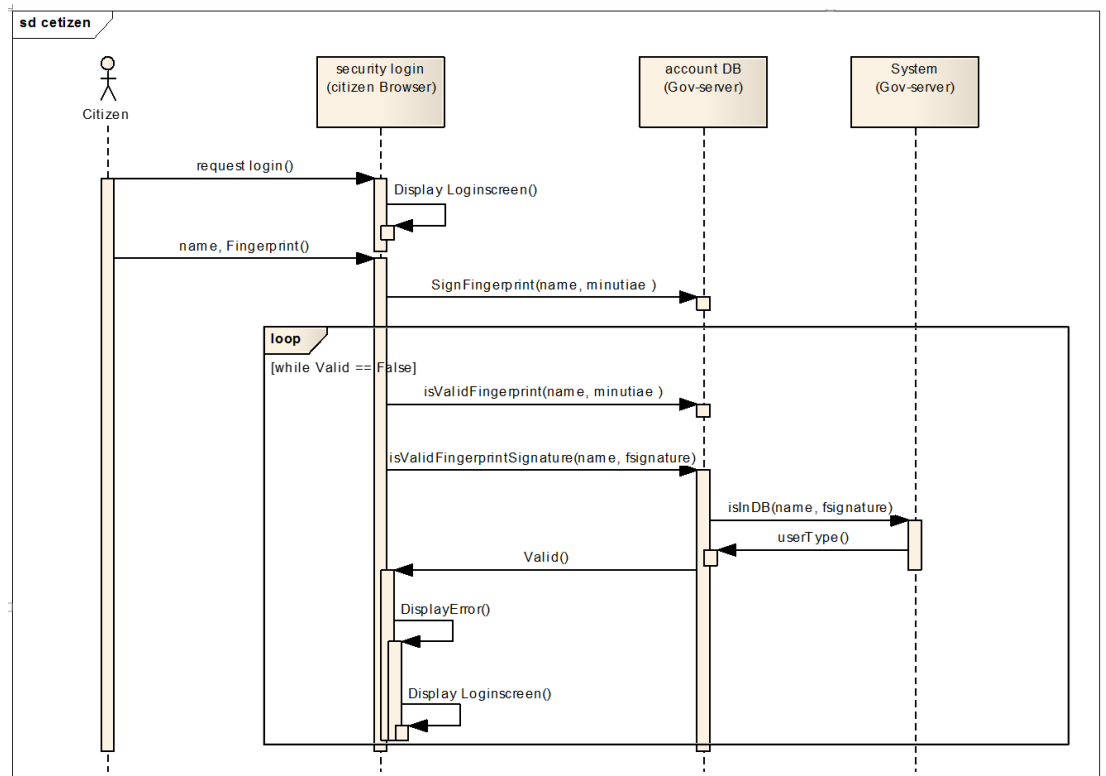 sd cetizen
security login
(citizen Browser)
account DB
(Gov-server)
System
(Gov-server)
Citizen
request login()
Display Loginscreen()
name, Fingerprint()
SignFingerprint(name, minutiae )
loop
[while Valid == False]
isValidFingerprint(name, minutiae )
isValidFingerprintSignature(name, fsignature)
isInDB(name, fsignature)
userType()
Valid()
DisplayError()
Display Loginscreen()